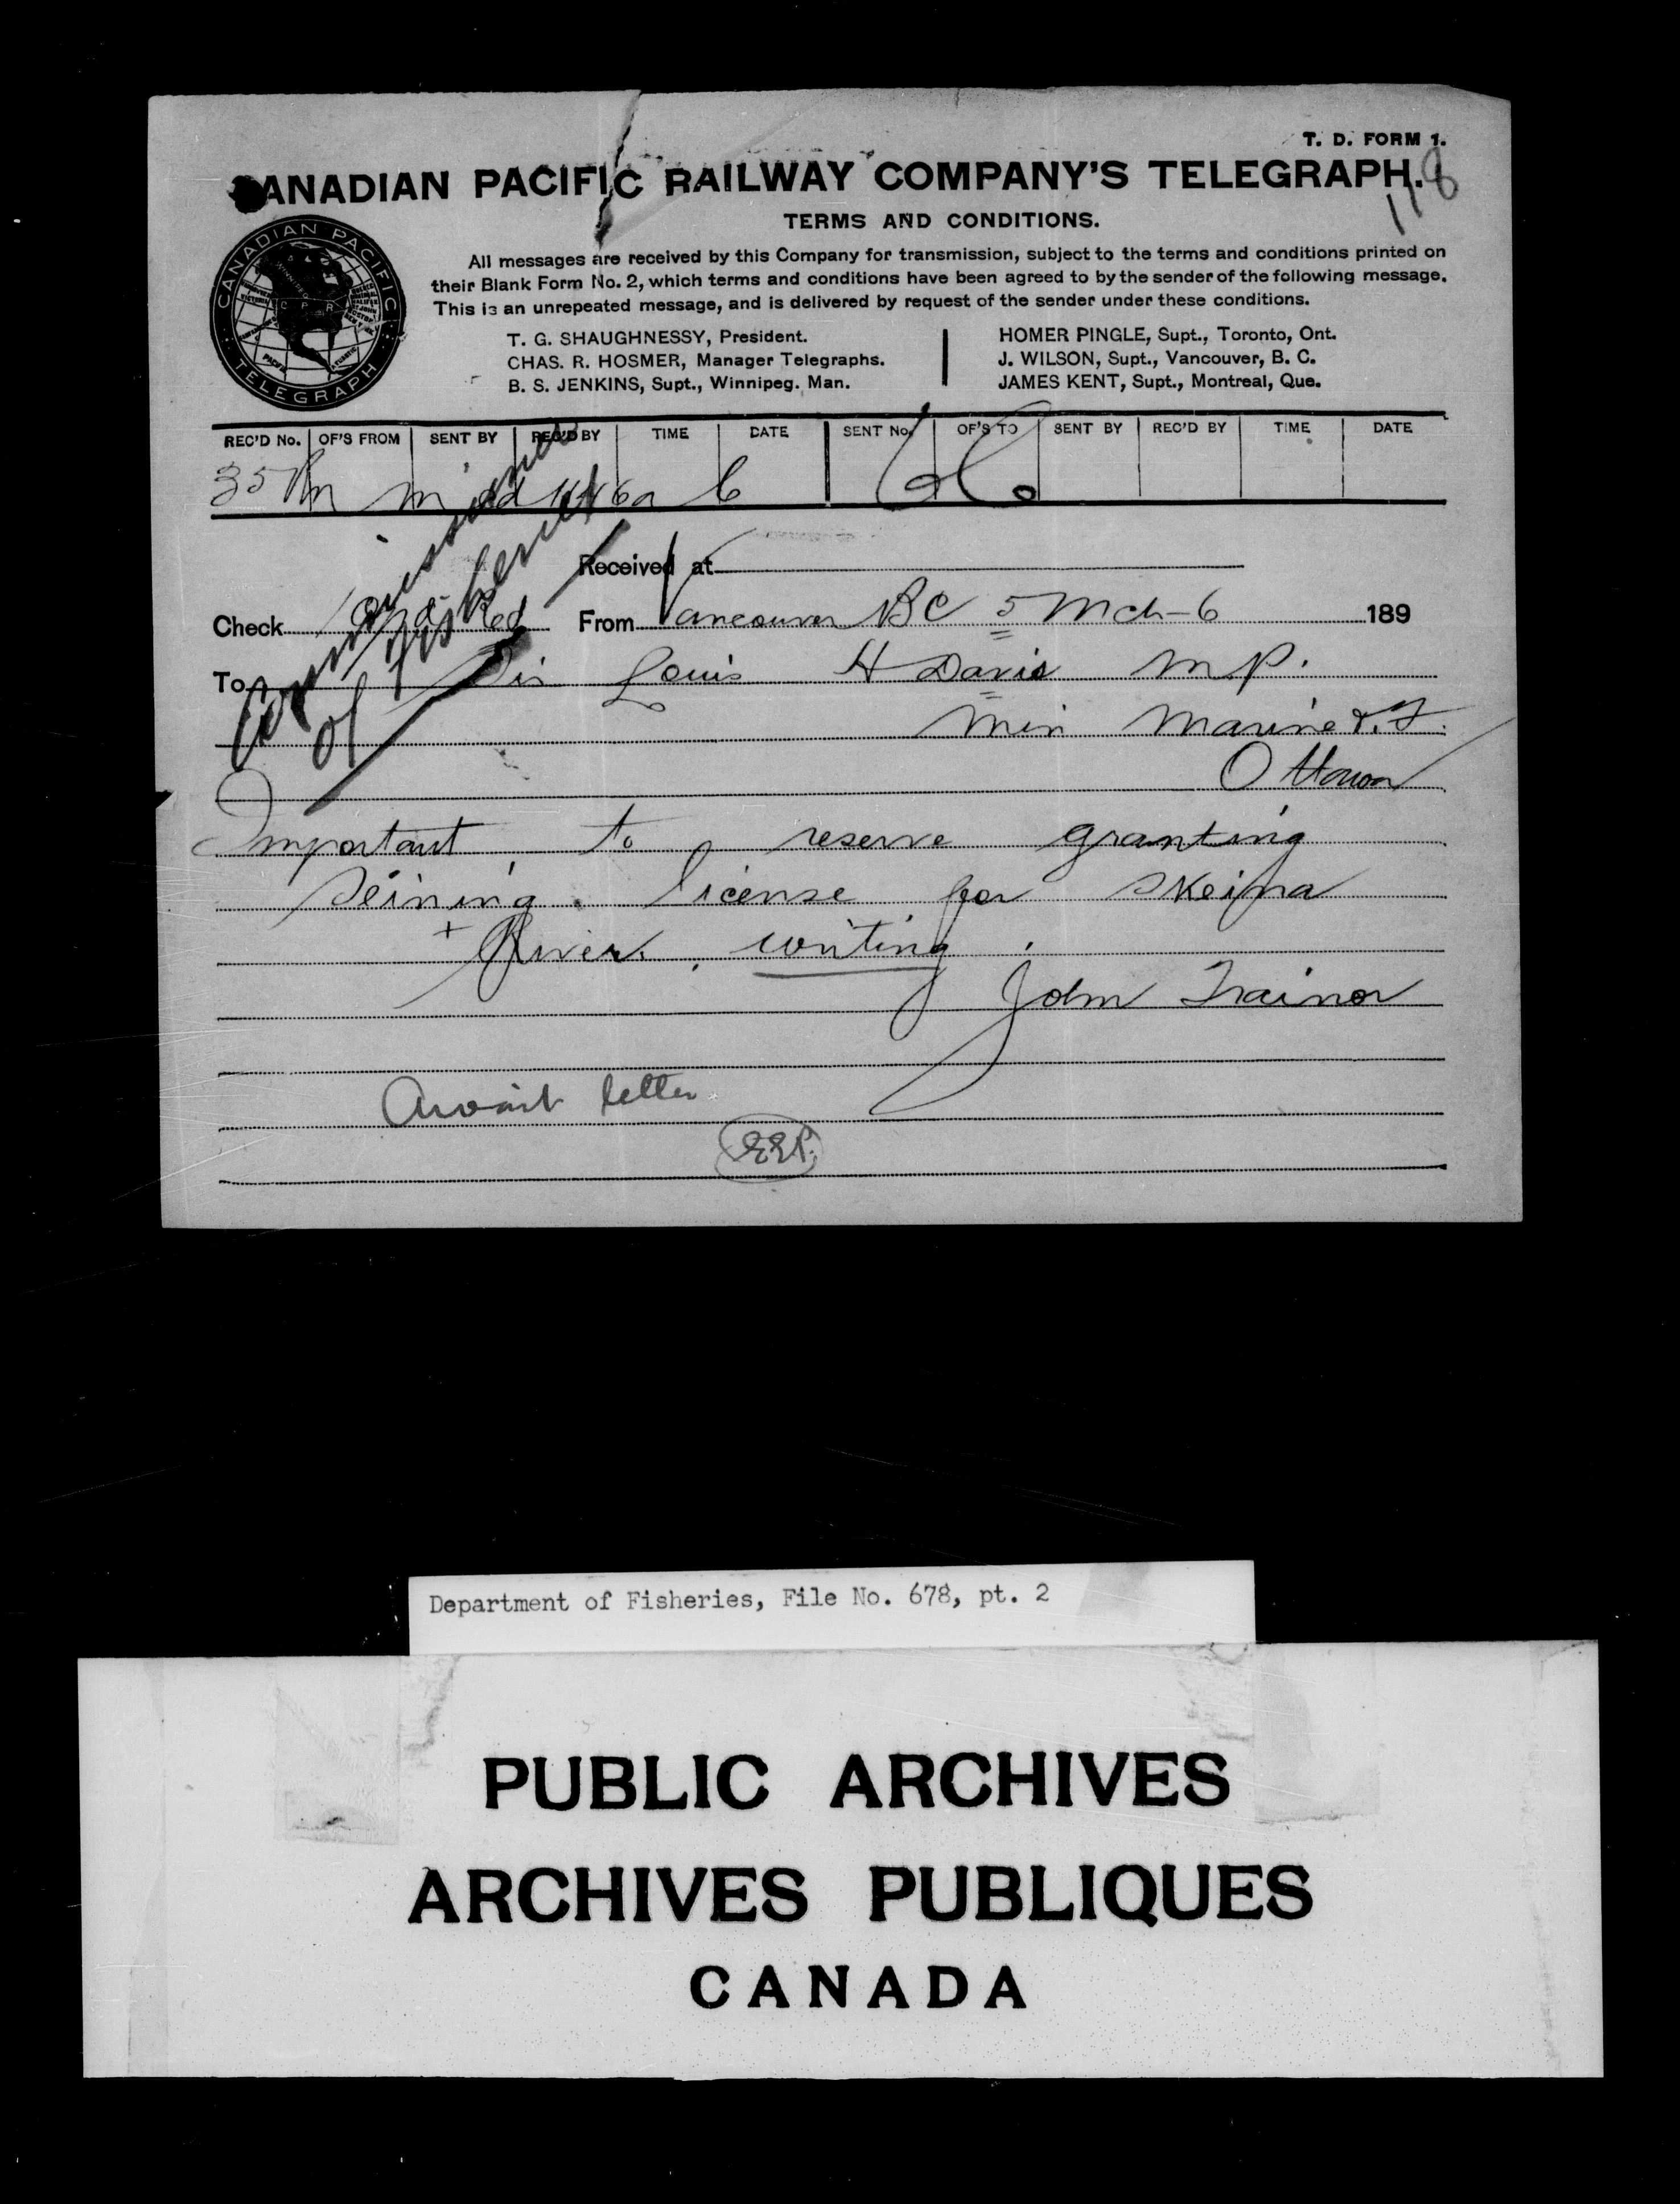 T. D. FORM 1.
CANADIAN PACIFIC RAILWAY COMPANY'S TELEGRAPH.
118
TERMS AND CONDITIONS.
All messages are received by this Company for transmission, subject to the terms and conditions printed on
their Blank Form No. 2, which terms and conditions have been agreed to by the sender of the following message.
This is an unrepeated message, and is delivered by request of the sender under these conditions.
CANADIAN PACIFIC TELEGRAPH
T. G. SHAUGHNESSY, President.
CHAS. R. HOSMER, Manager Telegraphs.
B. S. JENKINS, Supt., Winnipeg. Man.
HOMER PINGLE, Supt., Toronto, Ont.
J. WILSON, Supt., Vancouver, B. C.
JAMES KENT, Supt., Montreal, Que.
REC'D No. OF'S FROM SENT BY REC'D BY TIME DATE SENT No. OF'S TO SENT BY REC'D BY TIME DATE
35 m 6
Commissioner
of Fisheries
Received at
Check From Vancouver BC 5 Mch-6 189
To Sir Louis H Davis MP.
Min Marine & F.
Ottawa
Important to reserve granting
seining license for Skeina
River. writing.
John Trainor
Await letter
EEP.
Department of Fisheries, File No. 678, pt. 2
PUBLIC ARCHIVES
ARCHIVES PUBLIQUES
CANADA